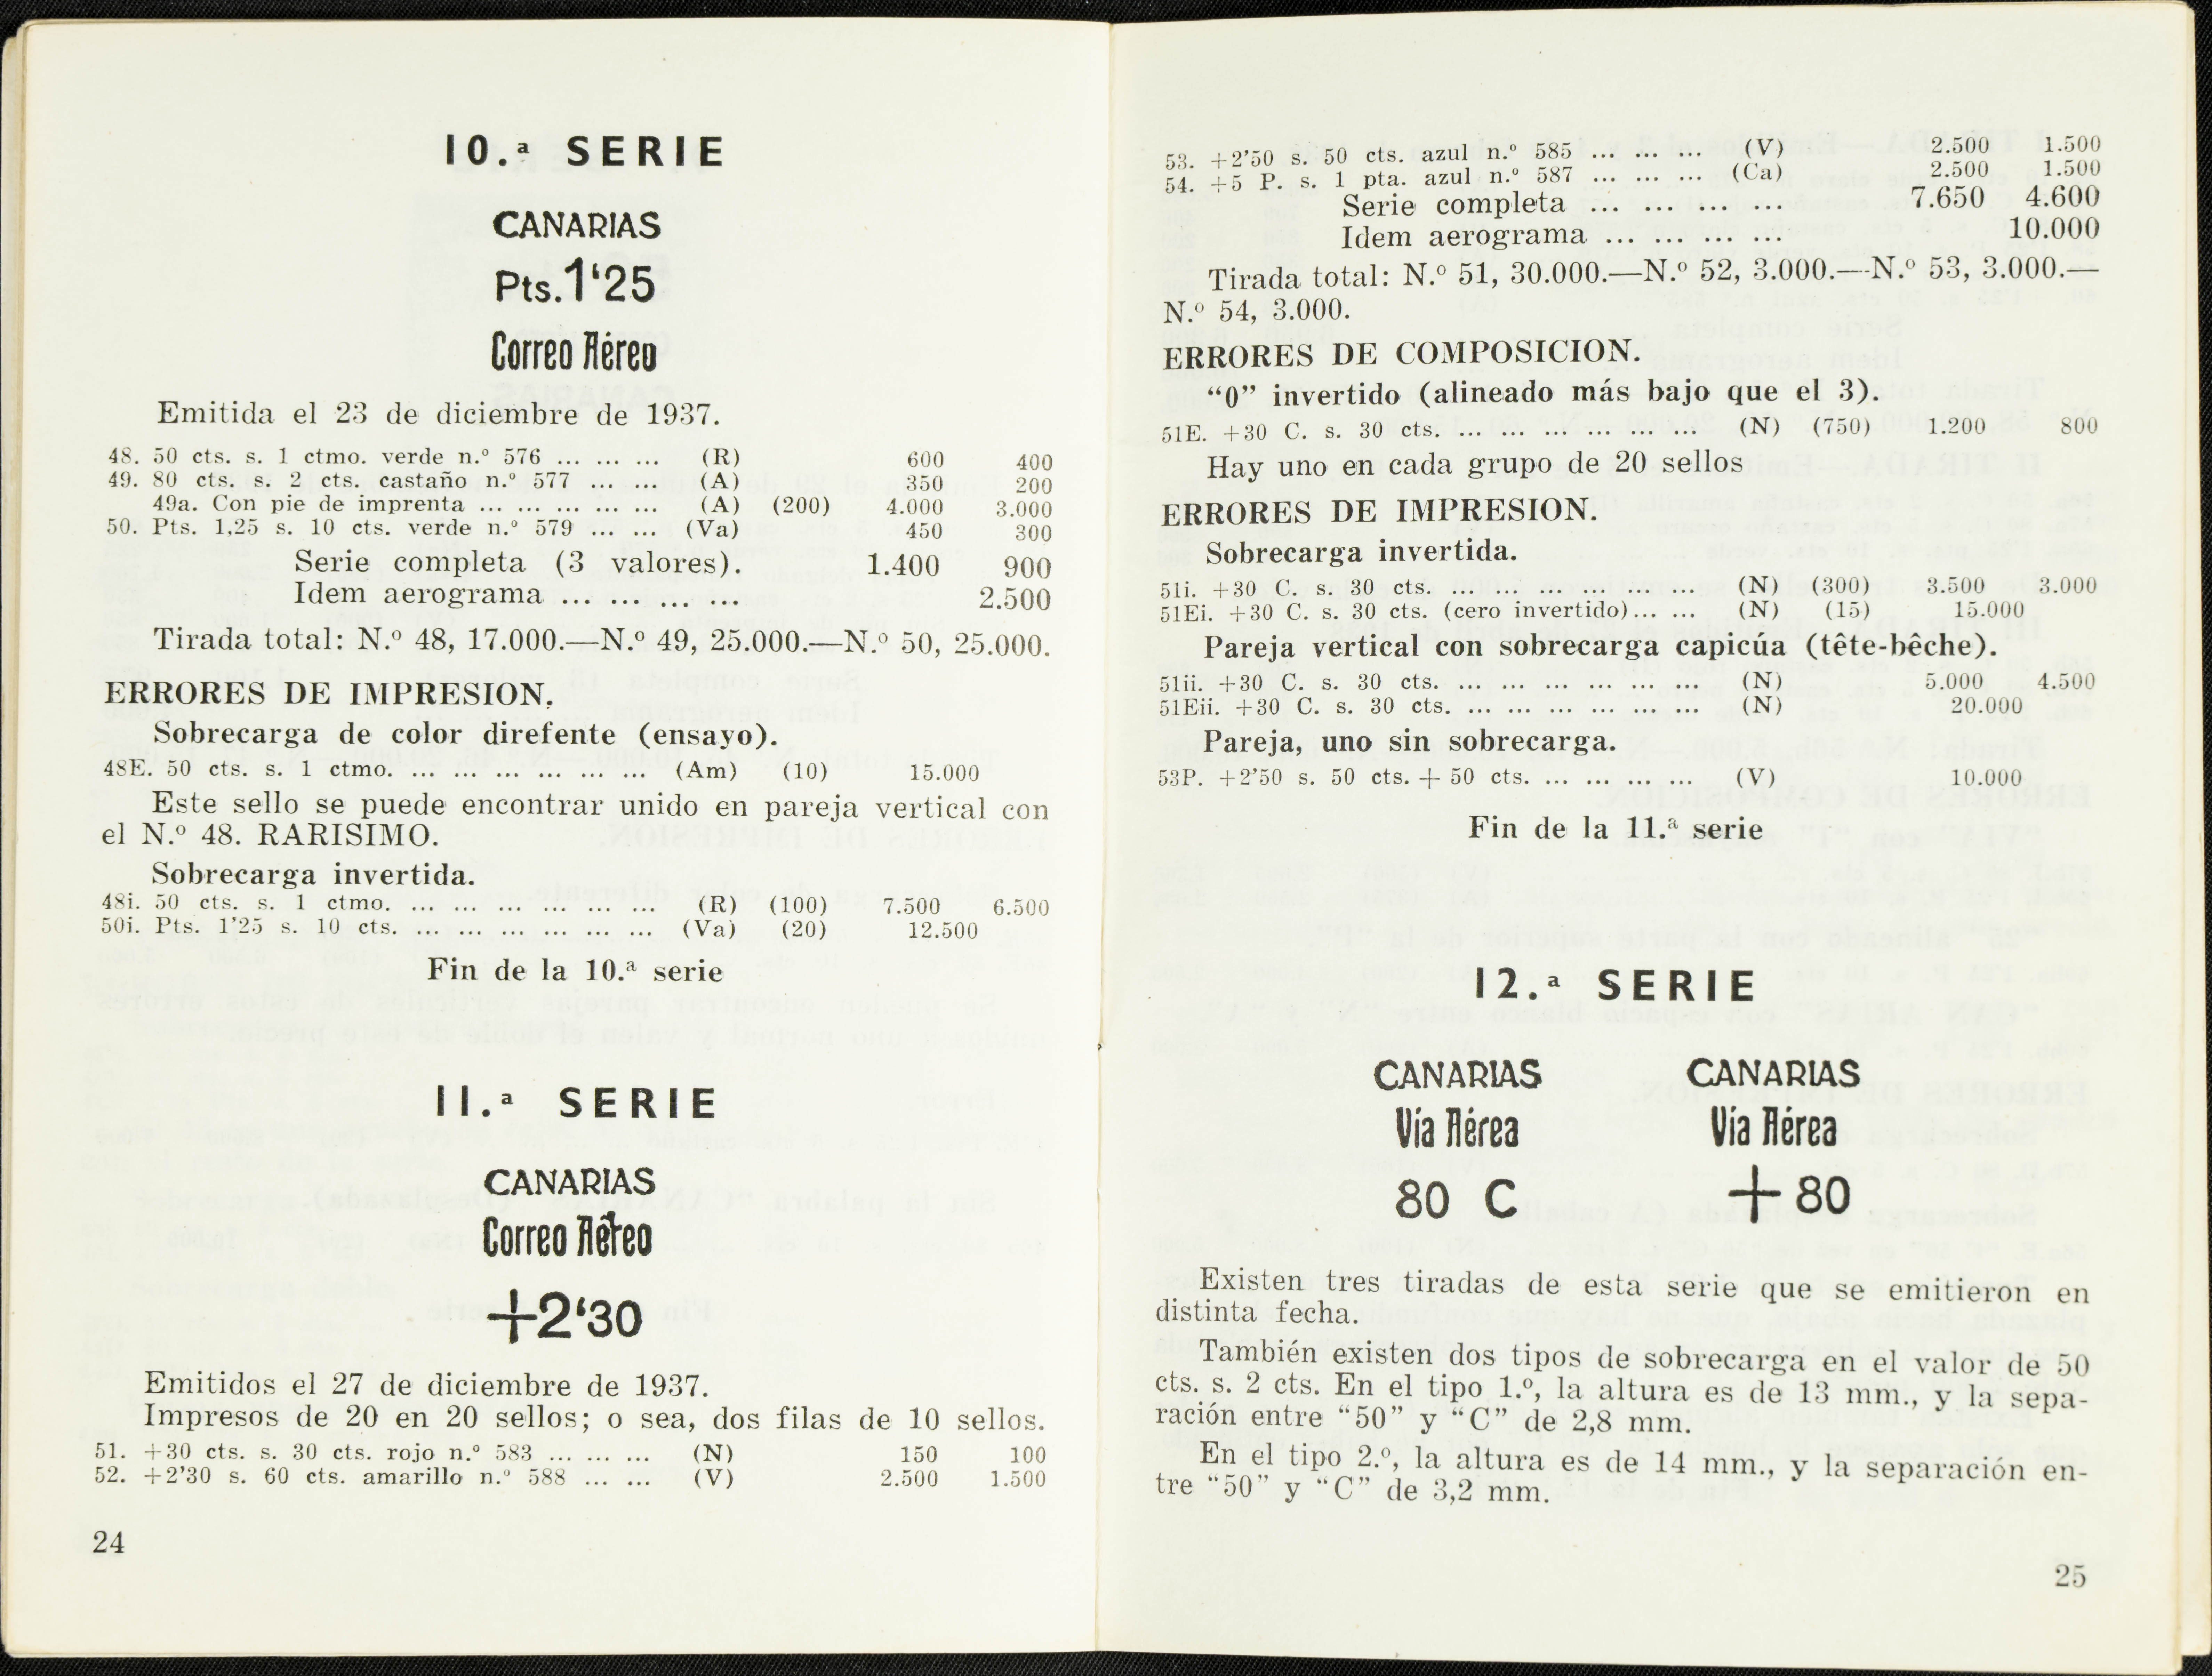 10.ª SERIE
CANARIAS
Pts.1‘25
Correo Aéreo
Emitida el 23 de diciembre de 1937.
48. 50 cts. s. 1 ctmo. verde n.º 576 ... ... ... (R) 600 400
49. 80 cts. s. 2 cts. castaño n.º 577 ... ... (A) 350 200
49a. Con pie de imprenta ... ... ... ... ... (A) (200) 4.000 3.000
50. Pts. 1,25 s. 10 cts. verde n.º 579 ... ... (Va) 450 300
Serie completa (3 valores). 1.400 900
Idem aerograma ... ... ... ... 2.500
Tirada total: N.º 48, 17.000.—N.º 49, 25.000.—N.º 50, 25.000.
ERRORES DE IMPRESION.
Sobrecarga de color direfente (ensayo).
48E. 50 cts. s. 1 ctmo. ... ... ... ... ... ... ... (Am) (10) 15.000
Este sello se puede encontrar unido en pareja vertical con
el N.º 48. RARISIMO.
Sobrecarga invertida.
48i. 50 cts. s. 1 ctmo. ... ... ... ... ... ... ... (R) (100) 7.500 6.500
50i. Pts. 1’25 s. 10 cts. ... ... ... ... ... ... (Va) (20) 12.500
Fin de la 10.ª serie
11.ª SERIE
CANARIAS
Correo Aéreo
+2‘30
Emitidos el 27 de diciembre de 1937.
Impresos de 20 en 20 sellos; o sea, dos filas de 10 sellos.
51. +30 cts. s. 30 cts. rojo n.º 583 ... ... ... (N) 150 100
52. +2’30 s. 60 cts. amarillo n.º 588 ... ... (V) 2.500 1.500
24
53. +2’50 s. 50 cts. azul n.º 585 ... ... ... (V) 2.500 1.500
54. +5 P. s. 1 pta. azul n.º 587 ... ... ... (Ca) 2.500 1.500
Serie completa ... ... ... ... 7.650 4.600
Idem aerograma ... ... ... ... 10.000
Tirada total: N.º 51, 30.000.—N.º 52, 3.000.—N.º 53, 3.000.—
N.º 54, 3.000.
ERRORES DE COMPOSICION.
“0” invertido (alineado más bajo que el 3).
51E. +30 C. s. 30 cts. ... ... ... ... ... ... ... (N) (750) 1.200 800
Hay uno en cada grupo de 20 sellos
ERRORES DE IMPRESION.
Sobrecarga invertida.
51i. +30 C. s. 30 cts. ... ... ... ... ... ... ... (N) (300) 3.500 3.000
51Ei. +30 C. s. 30 cts. (cero invertido)... ... (N) (15) 15.000
Pareja vertical con sobrecarga capicúa (tête-bêche).
51ii. +30 C. s. 30 cts. ... ... ... ... ... ... ... (N) 5.000 4.500
51Eii. +30 C. s. 30 cts. ... ... ... ... ... ... (N) 20.000
Pareja, uno sin sobrecarga.
53P. +2’50 s. 50 cts. + 50 cts. ... ... ... ... (V) 10.000
Fin de la 11.ª serie
12.ª SERIE
CANARIAS CANARIAS
Vía Aérea Vía Aérea
80 C +80
Existen tres tiradas de esta serie que se emitieron en
distinta fecha.
También existen dos tipos de sobrecarga en el valor de 50
cts. s. 2 cts. En el tipo 1.º, la altura es de 13 mm., y la sepa-
ración entre “50” y “C” de 2,8 mm.
En el tipo 2.º, la altura es de 14 mm., y la separación en-
tre “50” y “C” de 3,2 mm.
25